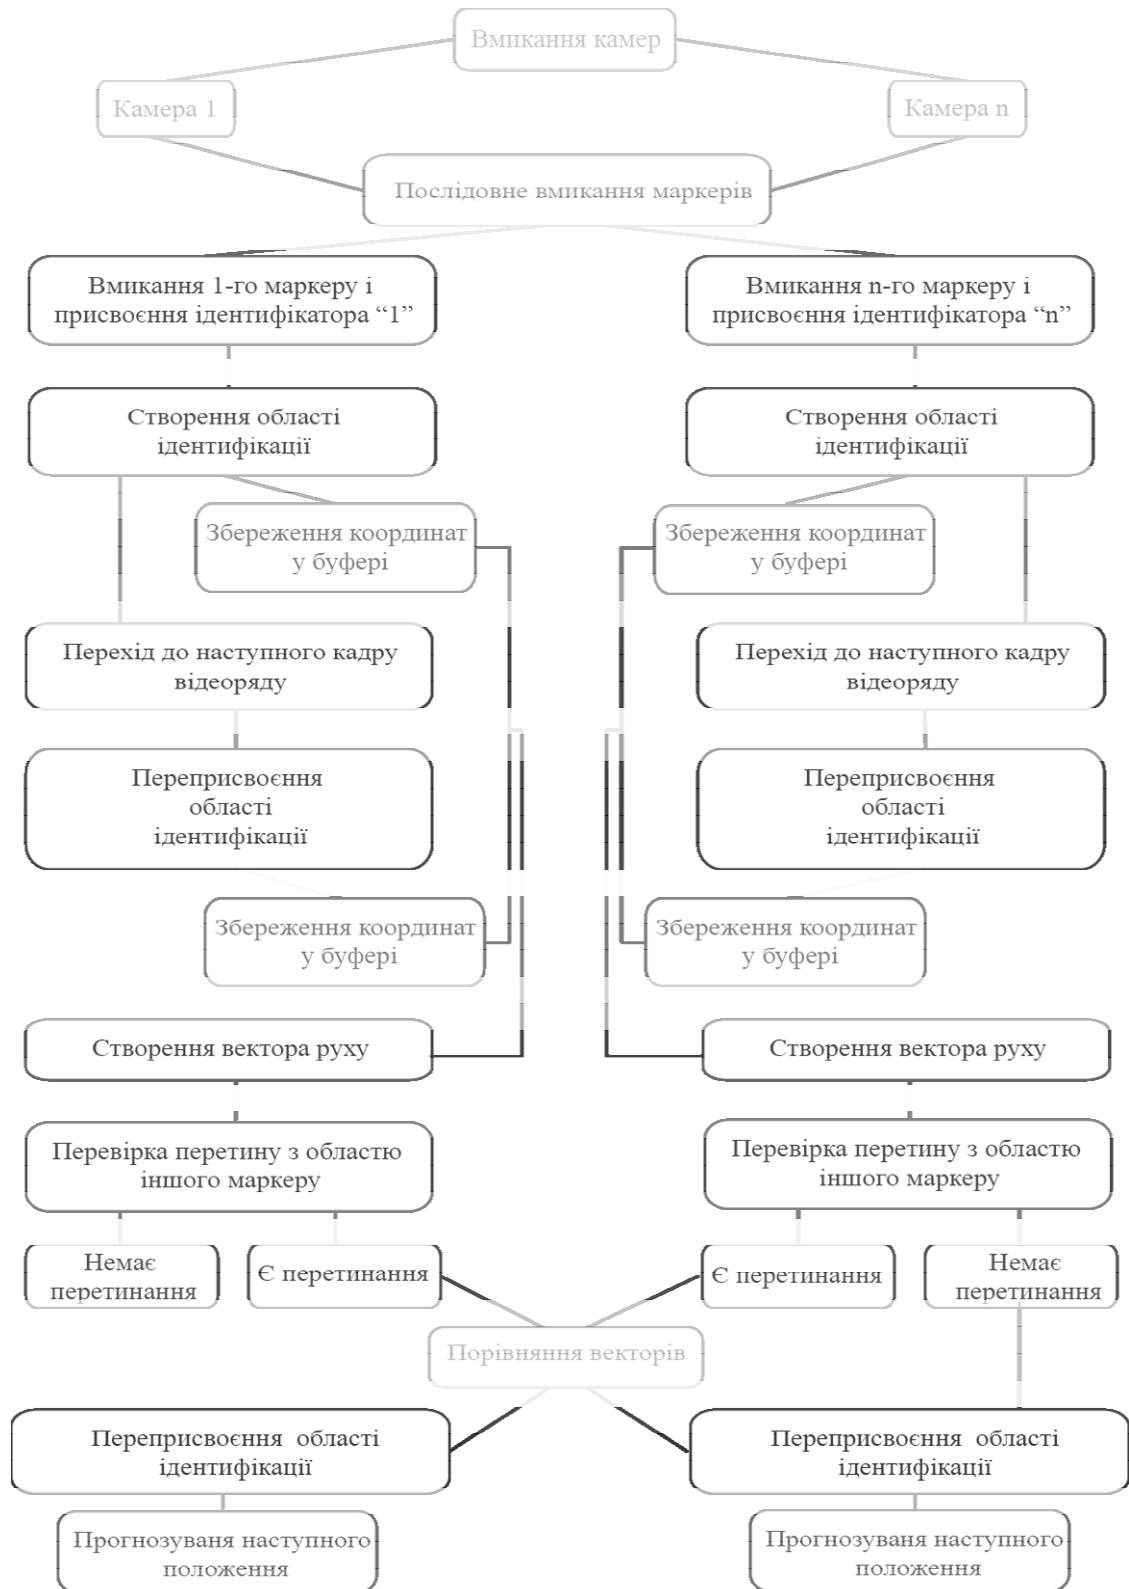 Вмикання камер
Камера 1
Камера n
Послідовне вмикання маркерів
Вмикання 1-го маркеру і
присвоєння ідентифікатора “1”
Вмикання n-го маркеру і
присвоєння ідентифікатора “n”
Створення області
ідентифікації
Створення області
ідентифікації
Збереження координат
у буфері
Збереження координат
у буфері
Перехід до наступного кадру
відеоряду
Перехід до наступного кадру
відеоряду
Переприсвоєння
області
ідентифікації
Переприсвоєння
області
ідентифікації
Збереження координат
у буфері
Збереження координат
у буфері
Створення вектора руху
Створення вектора руху
Перевірка перетину з областю
іншого маркеру
Перевірка перетину з областю
іншого маркеру
Немає
перетинання
Є перетинання
Є перетинання
Немає
перетинання
Порівняння векторів
Переприсвоєння області
ідентифікації
Переприсвоєння області
ідентифікації
Прогнозуваня наступного
положення
Прогнозуваня наступного
положення